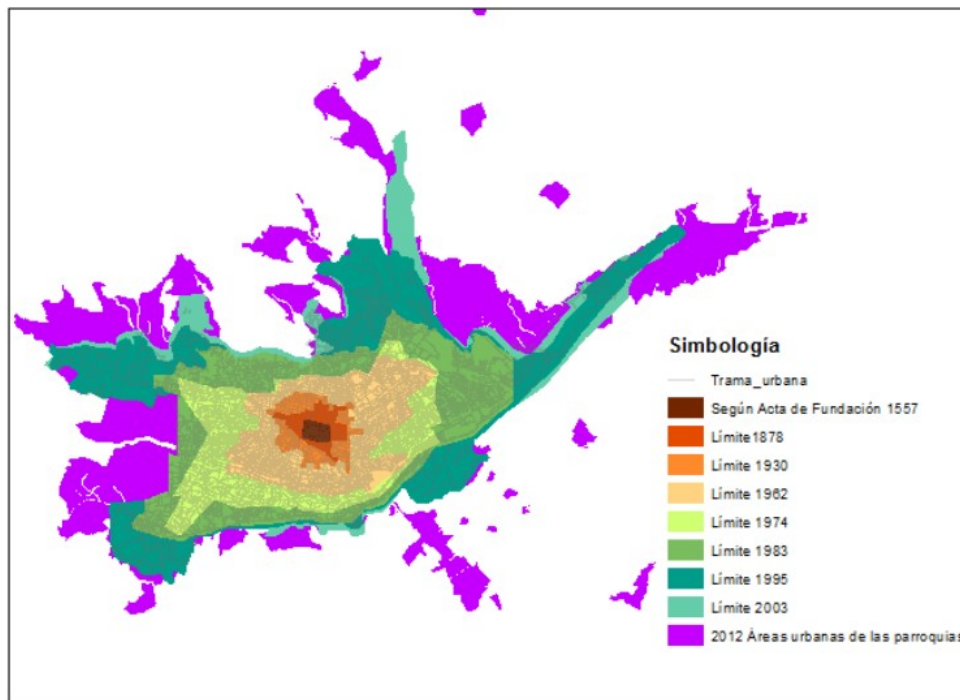 Simbología
Trama_urbana
Según Acta de Fundación 1557
Límite1878
Límite 1930
Límite 1962
Límite 1974
Límite 1983
Límite 1995
Límite 2003
2012 Áreas urbanas de las parroquias